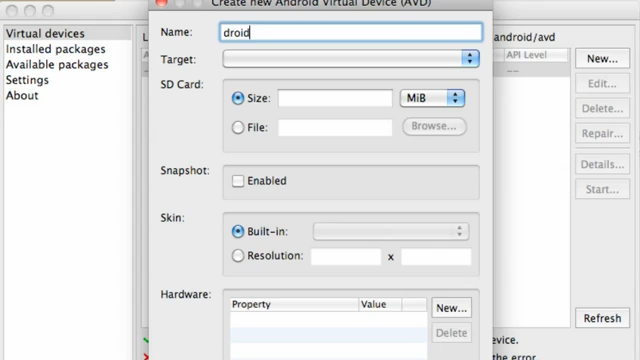 Create new Android Virtual Device (AVD)
Virtual devices
Installed packages
Available packages
Settings
About
Name:
droid
Target:
SD Card:
Size:
MiB
File:
Browse...
Snapshot:
Enabled
Skin:
Built-in:
Resolution:
x
Hardware:
Property
Value
New...
Delete
android/avd
API Level
--
New...
Edit...
Delete...
Repair...
Details...
Start...
Refresh
the error